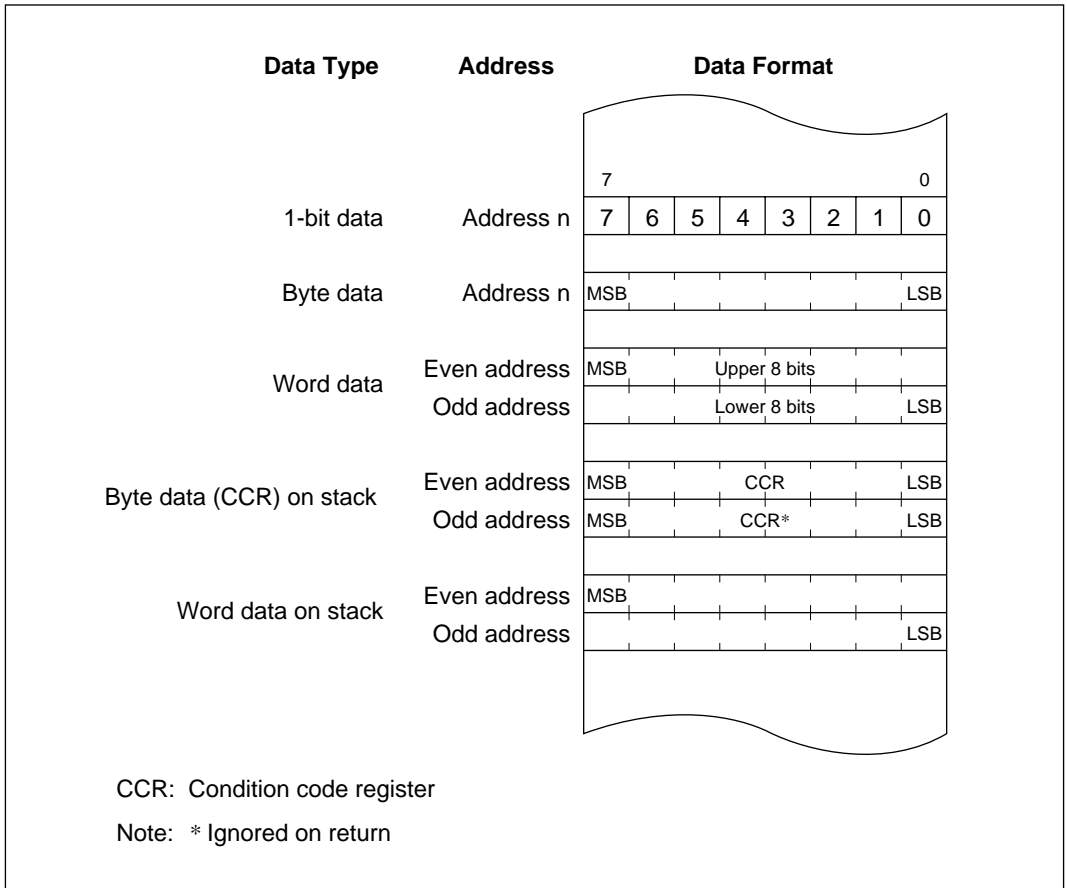 Data Type Address Data Format
7 0
1-bit data Address n 7 6 5 4 3 2 1 0
Byte data Address n MSB LSB
Word data
Even address MSB Upper 8 bits
Odd address Lower 8 bits LSB
Byte data (CCR) on stack
Even address MSB CCR LSB
Odd address MSB CCR* LSB
Word data on stack
Even address MSB
Odd address LSB
CCR: Condition code register
Note: * Ignored on return